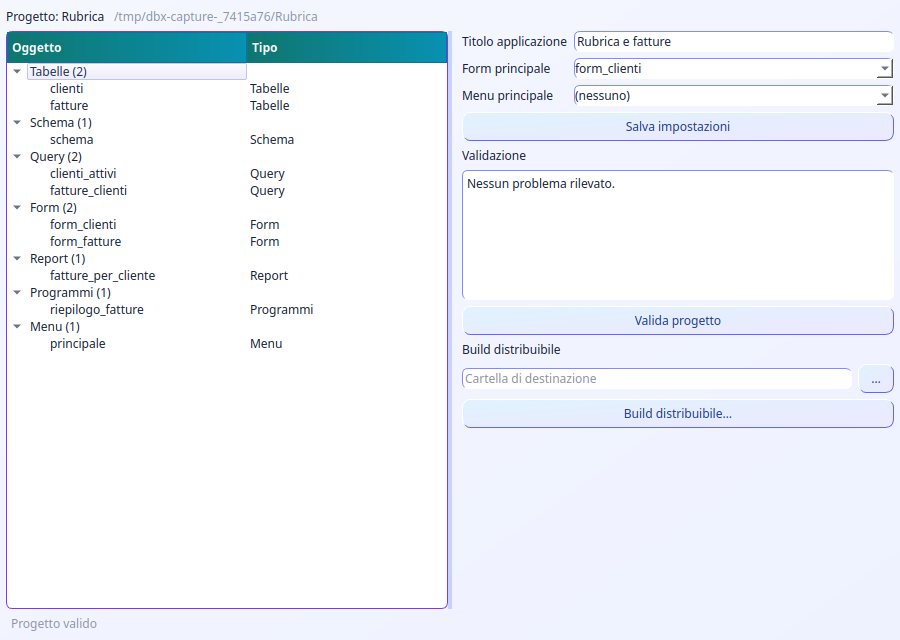 Progetto: Rubrica /tmp/dbx-capture-_7415a76/Rubrica
Oggetto Tipo
Tabelle (2)
clienti Tabelle
fatture Tabelle
Schema (1)
schema Schema
Query (2)
clienti_attivi Query
fatture_clienti Query
Form (2)
form_clienti Form
form_fatture Form
Report (1)
fatture_per_cliente Report
Programmi (1)
riepilogo_fatture Programmi
Menu (1)
principale Menu
Titolo applicazione Rubrica e fatture
Form principale form_clienti
Menu principale (nessuno)
Salva impostazioni
Validazione
Nessun problema rilevato.
Valida progetto
Build distribuibile
Cartella di destinazione ...
Build distribuibile...
Progetto valido